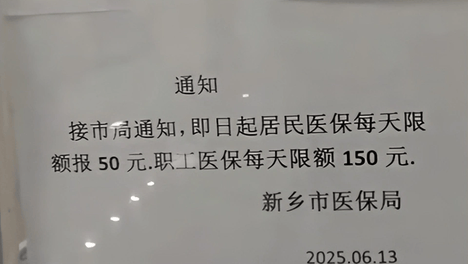 通知
接市局通知，即日起居民医保每天限
额报 50 元.职工医保每天限额 150 元.
新乡市医保局
2025.06.13